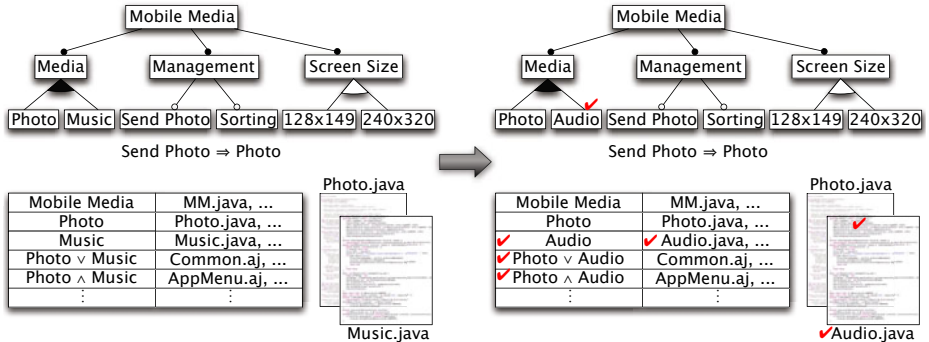 Mobile Media
Media Management Screen Size
Photo Music Send Photo Sorting 128x149 240x320
Send Photo ⇒ Photo
Mobile Media MM.java, ...
Photo Photo.java, ...
Music Music.java, ...
Photo ∨ Music Common.aj, ...
Photo ∧ Music AppMenu.aj, ...
⋮ ⋮
Photo.java
Music.java
Mobile Media
Media Management Screen Size
Photo Audio Send Photo Sorting 128x149 240x320
Send Photo ⇒ Photo
Mobile Media MM.java, ...
Photo Photo.java, ...
✔ Audio ✔ Audio.java, ...
✔ Photo ∨ Audio Common.aj, ...
✔ Photo ∧ Audio AppMenu.aj, ...
⋮ ⋮
Photo.java
✔Audio.java